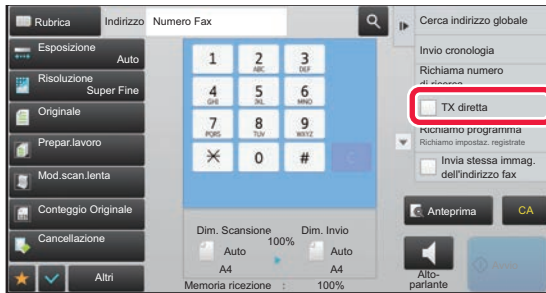 Rubrica
Indirizzo
Numero Fax
Esposizione
Auto
Risoluzione
Super Fine
Originale
Prepar.lavoro
Mod.scan.lenta
Conteggio Originale
Cancellazione
Altri
1
2
ABC
3
DEF
4
GHI
5
JKL
6
MNO
7
PQRS
8
TUV
9
WXYZ
0
#
C
Dim. Scansione
Dim. Invio
100%
Auto
Auto
A4
A4
Memoria ricezione : 100%
Cerca indirizzo globale
Invio cronologia
Richiama numero
di ricerca
TX diretta
Richiamo programma
Richiamo impostaz. registrate
Invia stessa immag.
dell'indirizzo fax
Anteprima
CA
Alto-
parlante
Avvio